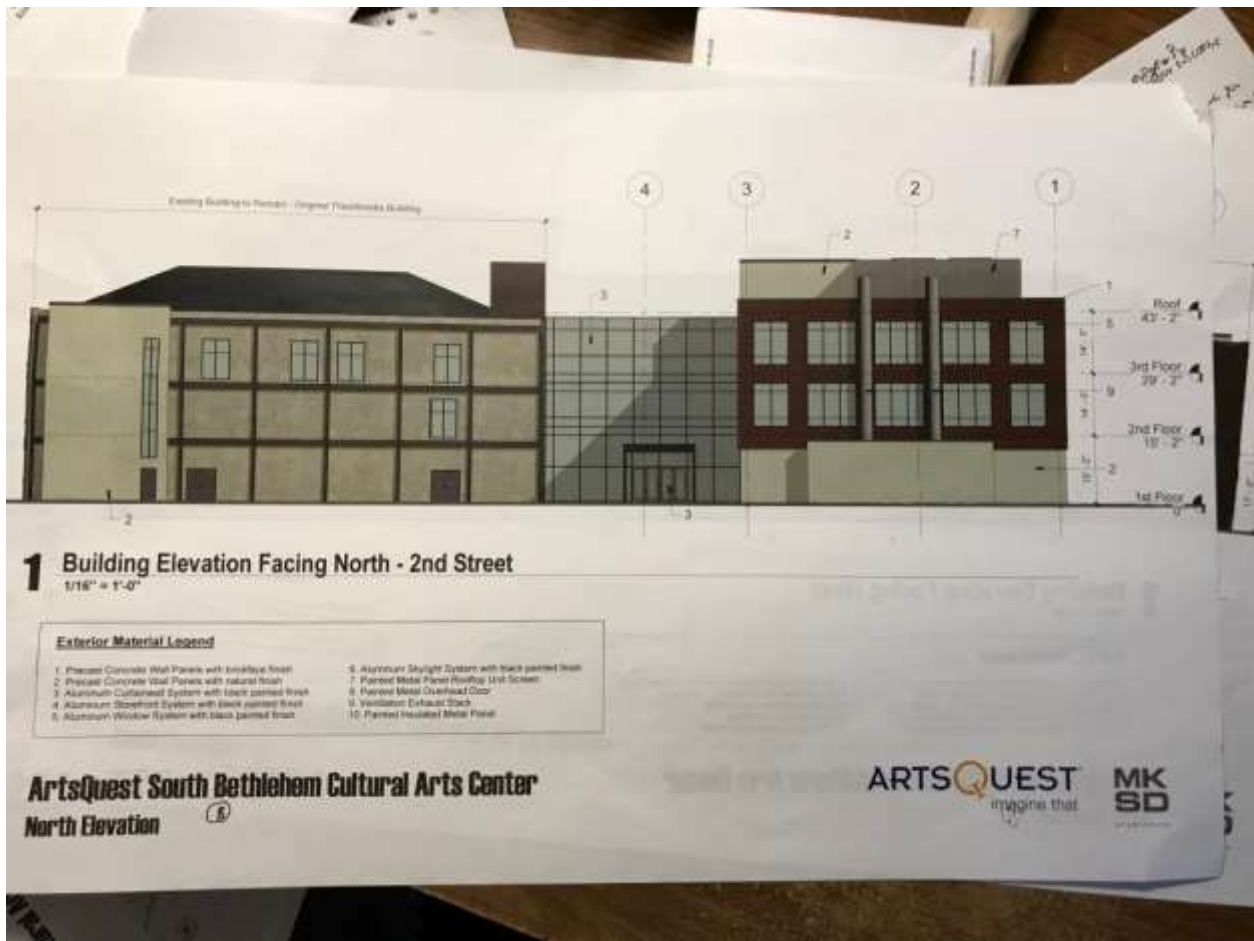 4
3
2
1
Existing Building to Remain - Original Thirdbrooks Building
2
7
3
1
Roof
43' - 2"
5
3rd Floor
29' - 2"
9
2nd Floor
15' - 2"
2
1st Floor
0"
2
3
1 Building Elevation Facing North - 2nd Street
1/16" = 1'-0"
Exterior Material Legend
1. Precast Concrete Wall Panels with brickface finish
2. Precast Concrete Wall Panels with natural finish
3. Aluminum Curtainwall System with black painted finish
4. Aluminum Storefront System with black painted finish
5. Aluminum Window System with black painted finish
6. Aluminum Skylight System with black painted finish
7. Painted Metal Panel Rooftop Unit Screen
8. Painted Metal Overhead Door
9. Ventilation Exhaust Stack
10. Painted Insulated Metal Panel
ArtsQuest South Bethlehem Cultural Arts Center
North Elevation
ARTSQUEST
imagine that
MK
SD